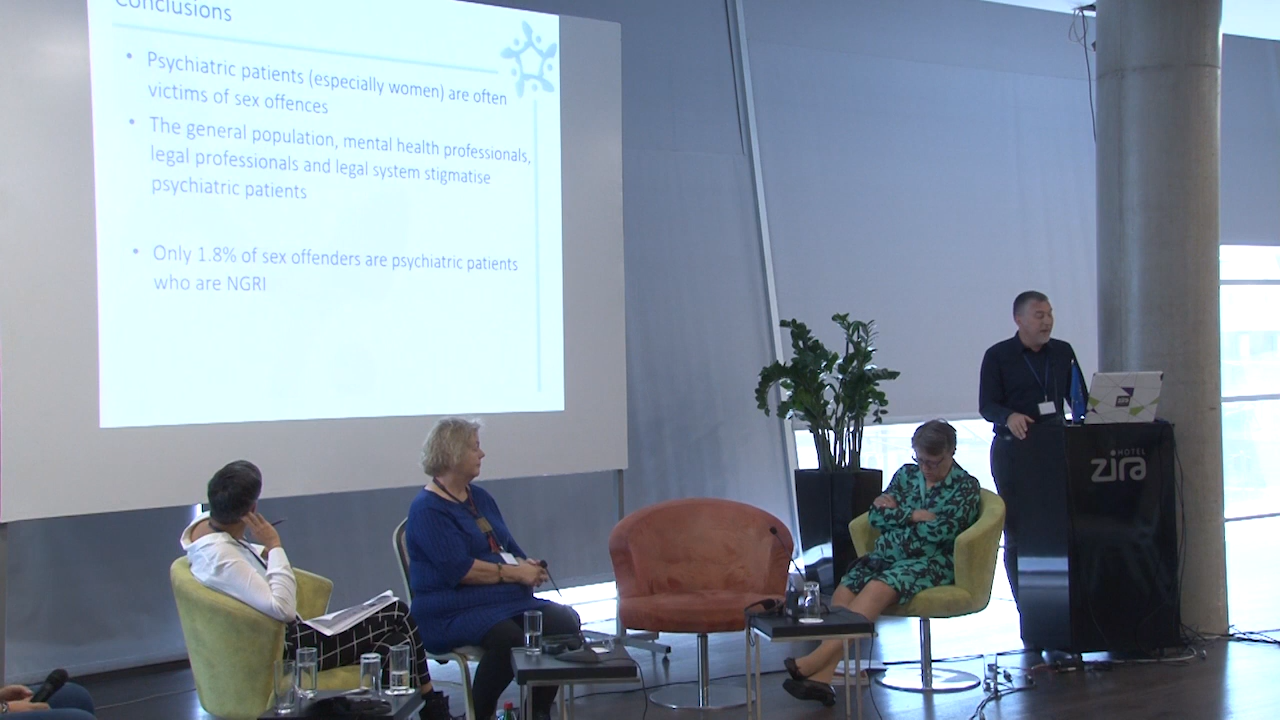 Conclusions
• Psychiatric patients (especially women) are often
victims of sex offences
• The general population, mental health professionals,
legal professionals and legal system stigmatise
psychiatric patients
• Only 1.8% of sex offenders are psychiatric patients
who are NGRI
HOTEL
zira